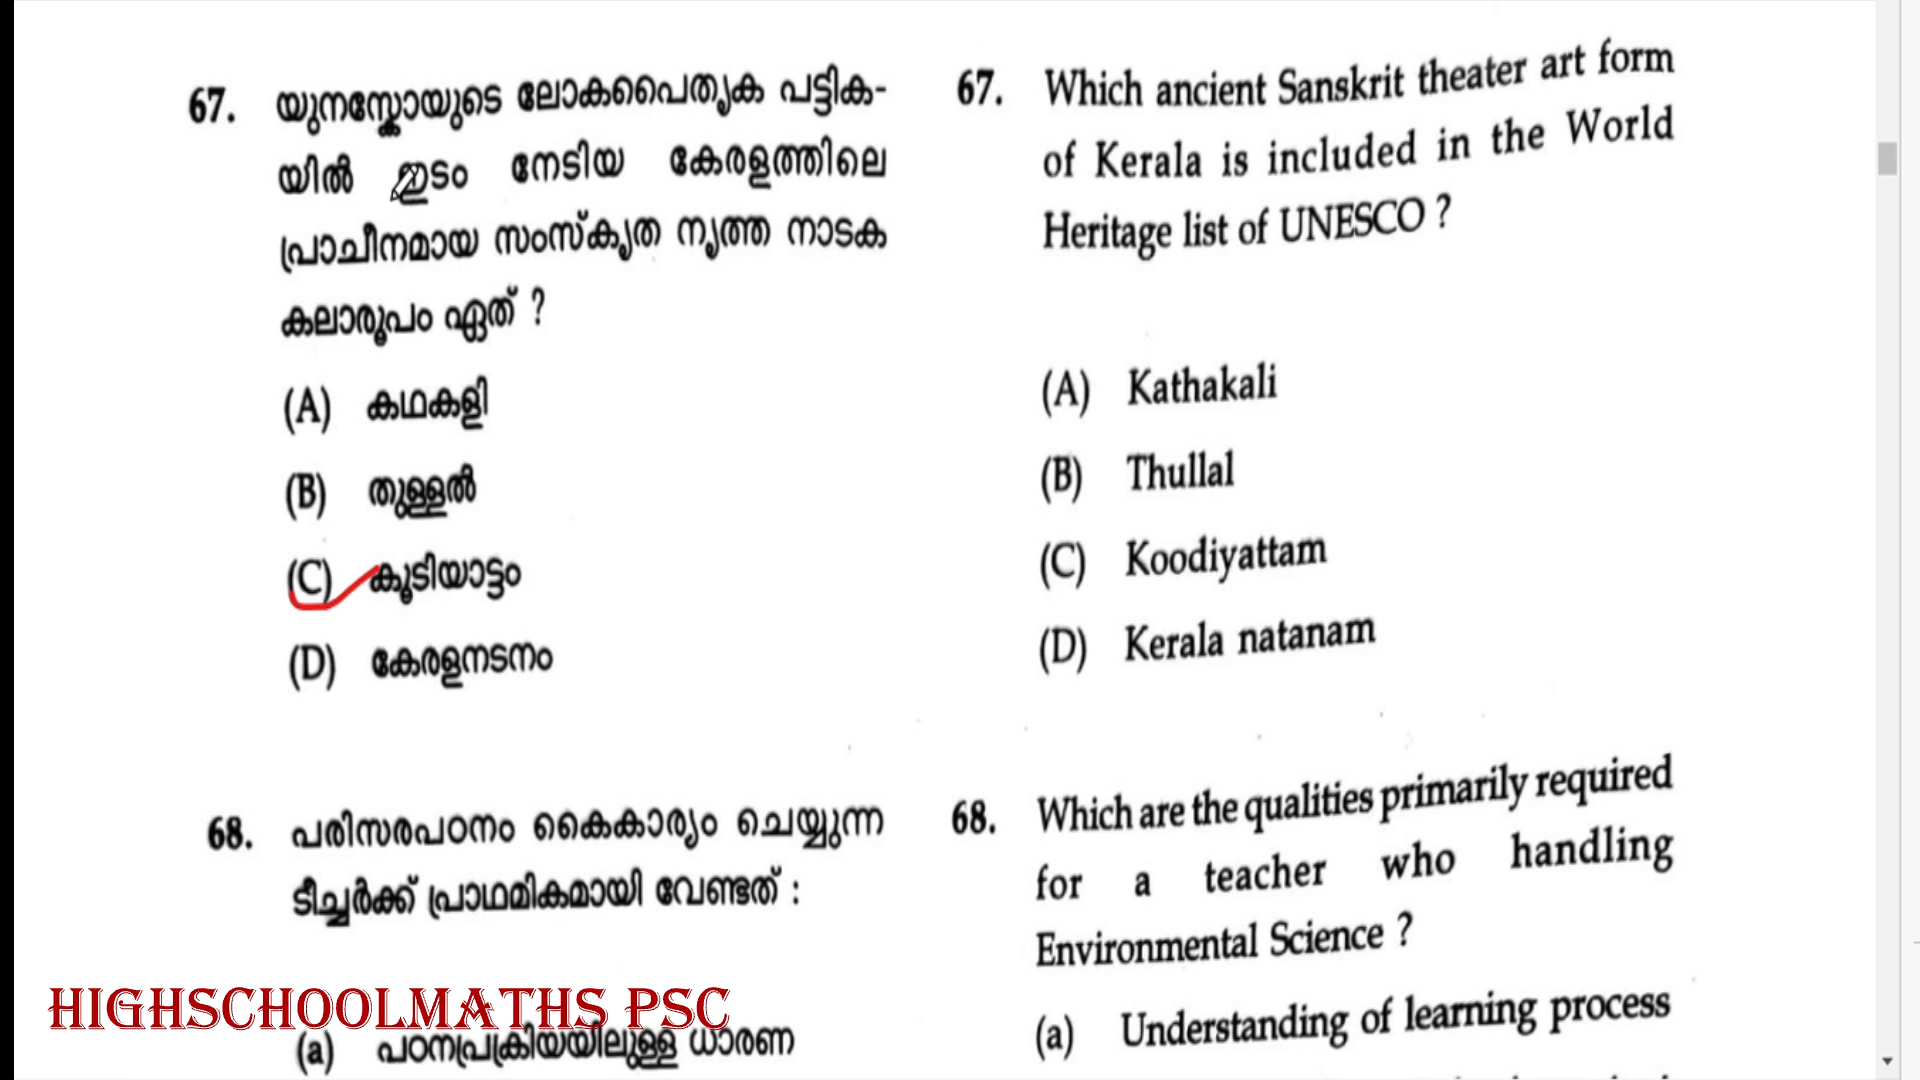 67. യുനസ്കോയുടെ ലോകപൈതൃക പട്ടിക-
യിൽ ഇടം നേടിയ കേരളത്തിലെ
പ്രാചീനമായ സംസ്കൃത നൃത്ത നാടക
കലാരൂപം ഏത് ?
(A) കഥകളി
(B) തുള്ളൽ
(C) കൂടിയാട്ടം
(D) കേരളനടനം
68. പരിസരപഠനം കൈകാര്യം ചെയ്യുന്ന
ടീച്ചർക്ക് പ്രാഥമികമായി വേണ്ടത് :
(a) പഠനപ്രക്രിയയിലുള്ള ധാരണ
67. Which ancient Sanskrit theater art form
of Kerala is included in the World
Heritage list of UNESCO ?
(A) Kathakali
(B) Thullal
(C) Koodiyattam
(D) Kerala natanam
68. Which are the qualities primarily required
for a teacher who handling
Environmental Science ?
(a) Understanding of learning process
HIGHSCHOOLMATHS PSC